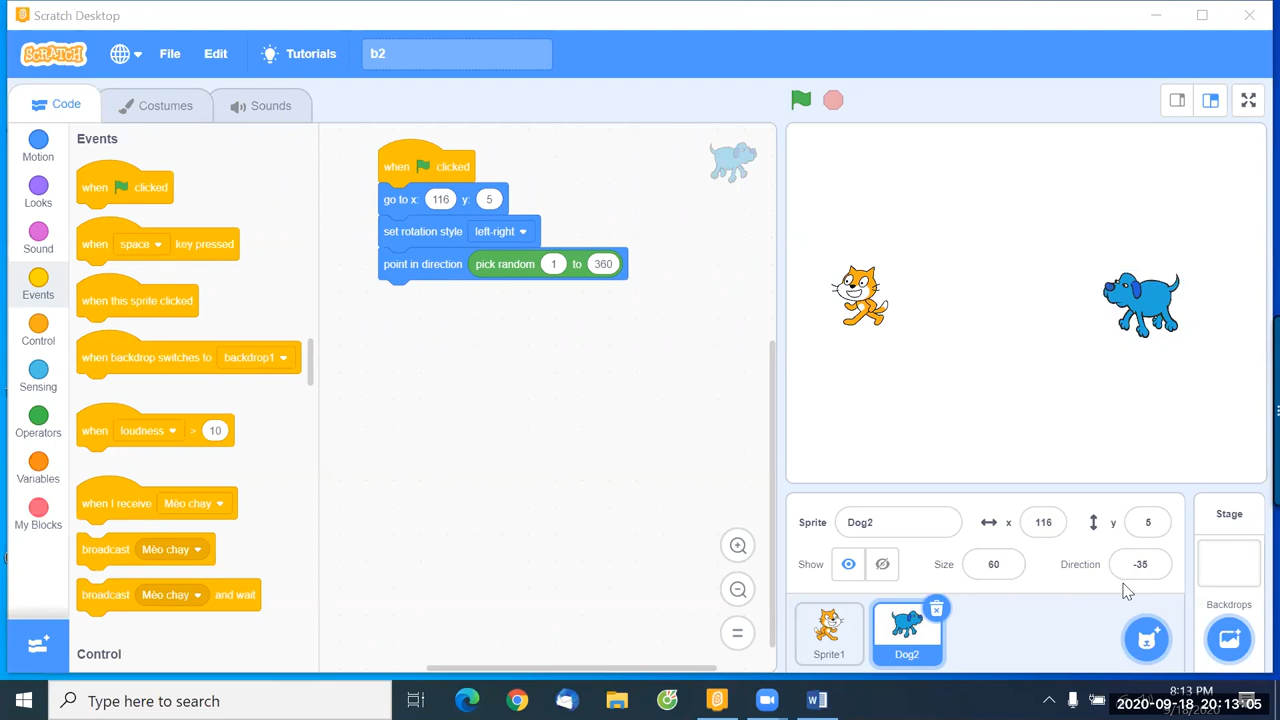 Scratch Desktop
SCRATCH
File
Edit
Tutorials
b2
Code
Costumes
Sounds
Motion
Looks
Sound
Events
Control
Sensing
Operators
Variables
My Blocks
Events
when clicked
when space key pressed
when this sprite clicked
when backdrop switches to backdrop1
when loudness > 10
when I receive Mèo chạy
broadcast Mèo chạy
broadcast Mèo chạy and wait
Control
when clicked
go to x: 116 y: 5
set rotation style left-right
point in direction pick random 1 to 360
Sprite Dog2 x 116 y 5
Show Size 60 Direction -35
Sprite1
Dog2
Stage
Backdrops
Type here to search
8:13 PM
2020-09-18 20:13:05